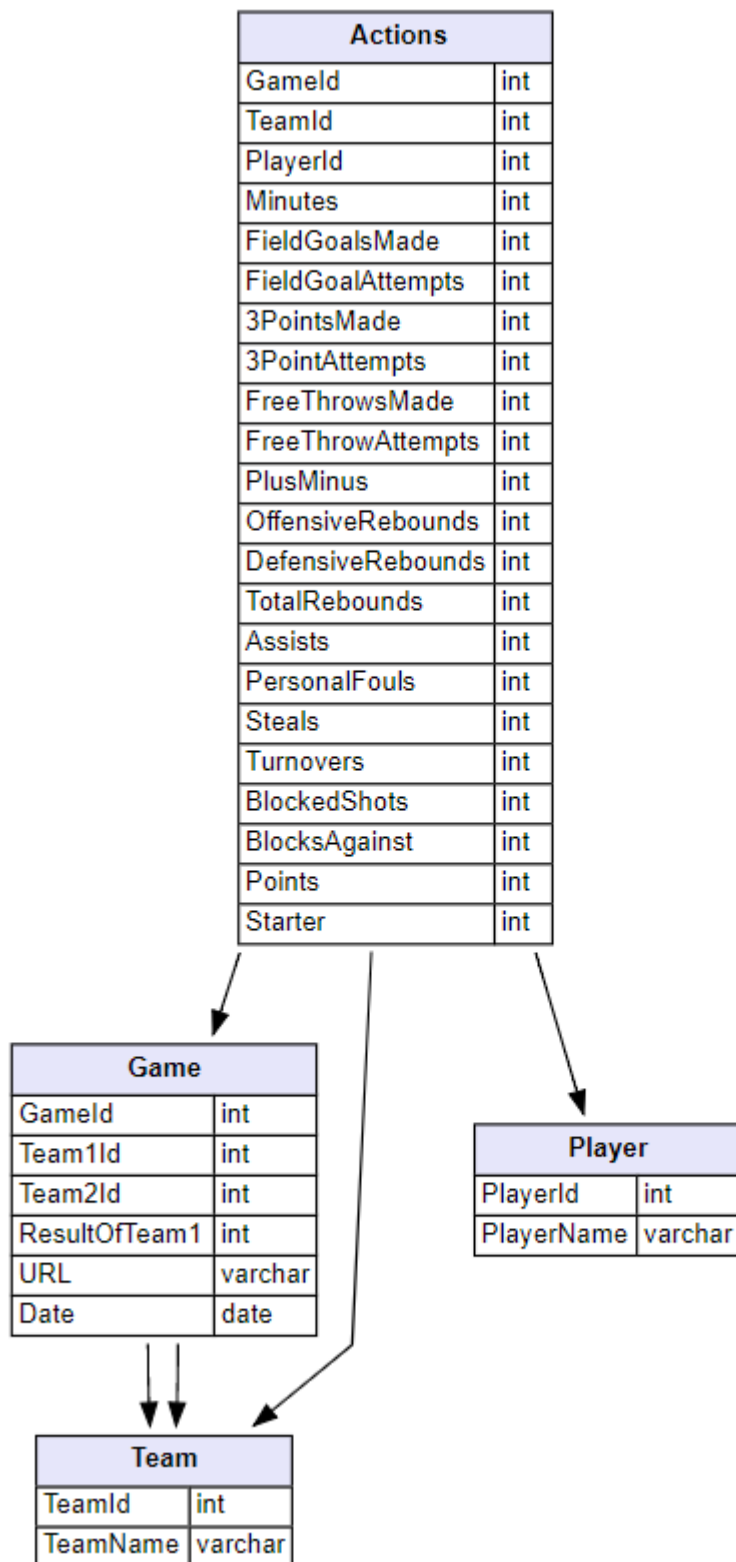 Actions
GameId int
TeamId int
PlayerId int
Minutes int
FieldGoalsMade int
FieldGoalAttempts int
3PointsMade int
3PointAttempts int
FreeThrowsMade int
FreeThrowAttempts int
PlusMinus int
OffensiveRebounds int
DefensiveRebounds int
TotalRebounds int
Assists int
PersonalFouls int
Steals int
Turnovers int
BlockedShots int
BlocksAgainst int
Points int
Starter int
Game
GameId int
Team1Id int
Team2Id int
ResultOfTeam1 int
URL varchar
Date date
Player
PlayerId int
PlayerName varchar
Team
TeamId int
TeamName varchar